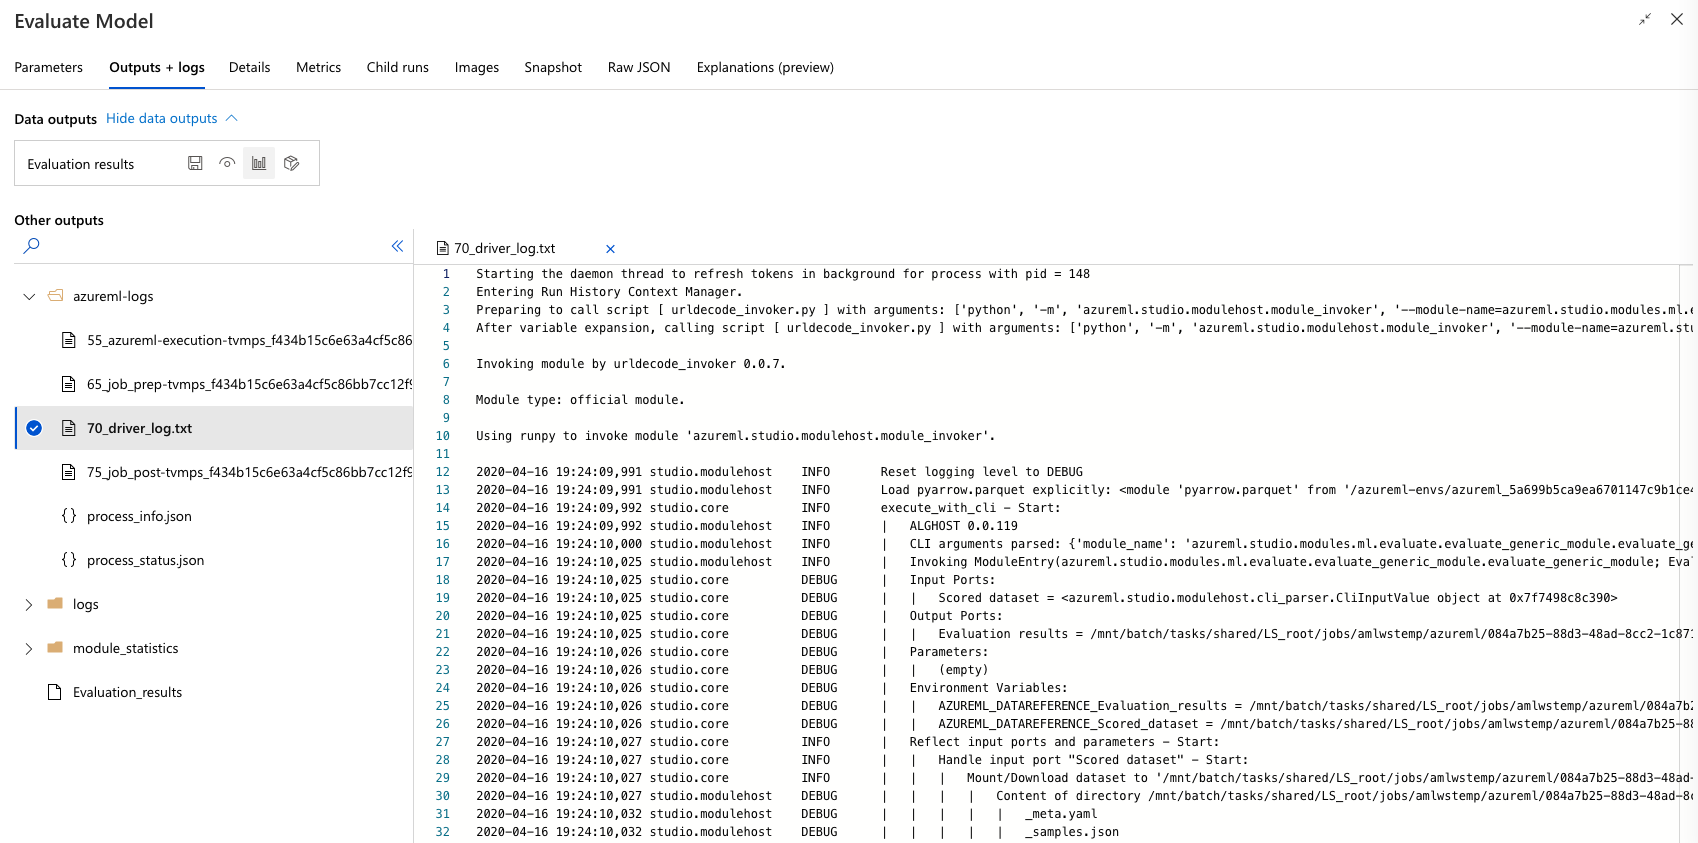 Evaluate Model
Parameters Outputs + logs Details Metrics Child runs Images Snapshot Raw JSON Explanations (preview)
Data outputs Hide data outputs
Evaluation results
Other outputs
azureml-logs
55_azureml-execution-tvmps_f434b15c6e63a4cf5c86
65_job_prep-tvmps_f434b15c6e63a4cf5c86bb7cc12f9
70_driver_log.txt
75_job_post-tvmps_f434b15c6e63a4cf5c86bb7cc12f9
process_info.json
process_status.json
logs
module_statistics
Evaluation_results
70_driver_log.txt
1 Starting the daemon thread to refresh tokens in background for process with pid = 148
2 Entering Run History Context Manager.
3 Preparing to call script [ urldecode_invoker.py ] with arguments: ['python', '-m', 'azureml.studio.modulehost.module_invoker', '--module-name=azureml.studio.modules.ml.e
4 After variable expansion, calling script [ urldecode_invoker.py ] with arguments: ['python', '-m', 'azureml.studio.modulehost.module_invoker', '--module-name=azureml.stu
5
6 Invoking module by urldecode_invoker 0.0.7.
7
8 Module type: official module.
9
10 Using runpy to invoke module 'azureml.studio.modulehost.module_invoker'.
11
12 2020-04-16 19:24:09,991 studio.modulehost INFO Reset logging level to DEBUG
13 2020-04-16 19:24:09,991 studio.modulehost INFO Load pyarrow.parquet explicitly: <module 'pyarrow.parquet' from '/azureml-envs/azureml_5a699b5ca9ea6701147c9b1ce4
14 2020-04-16 19:24:09,992 studio.core INFO execute_with_cli - Start:
15 2020-04-16 19:24:09,992 studio.modulehost INFO | ALGHOST 0.0.119
16 2020-04-16 19:24:10,000 studio.modulehost INFO | CLI arguments parsed: {'module_name': 'azureml.studio.modules.ml.evaluate.evaluate_generic_module.evaluate_ge
17 2020-04-16 19:24:10,025 studio.modulehost INFO | Invoking ModuleEntry(azureml.studio.modules.ml.evaluate.evaluate_generic_module.evaluate_generic_module; Eval
18 2020-04-16 19:24:10,025 studio.core DEBUG | Input Ports:
19 2020-04-16 19:24:10,025 studio.core DEBUG | | Scored dataset = <azureml.studio.modulehost.cli_parser.CliInputValue object at 0x7f7498c8c390>
20 2020-04-16 19:24:10,025 studio.core DEBUG | Output Ports:
21 2020-04-16 19:24:10,025 studio.core DEBUG | | Evaluation results = /mnt/batch/tasks/shared/LS_root/jobs/amlwstemp/azureml/084a7b25-88d3-48ad-8cc2-1c871
22 2020-04-16 19:24:10,026 studio.core DEBUG | Parameters:
23 2020-04-16 19:24:10,026 studio.core DEBUG | | (empty)
24 2020-04-16 19:24:10,026 studio.core DEBUG | Environment Variables:
25 2020-04-16 19:24:10,026 studio.core DEBUG | | AZUREML_DATAREFERENCE_Evaluation_results = /mnt/batch/tasks/shared/LS_root/jobs/amlwstemp/azureml/084a7b2
26 2020-04-16 19:24:10,026 studio.core DEBUG | | AZUREML_DATAREFERENCE_Scored_dataset = /mnt/batch/tasks/shared/LS_root/jobs/amlwstemp/azureml/084a7b25-88
27 2020-04-16 19:24:10,027 studio.core INFO | Reflect input ports and parameters - Start:
28 2020-04-16 19:24:10,027 studio.core INFO | | Handle input port "Scored dataset" - Start:
29 2020-04-16 19:24:10,027 studio.core INFO | | | Mount/Download dataset to '/mnt/batch/tasks/shared/LS_root/jobs/amlwstemp/azureml/084a7b25-88d3-48ad-
30 2020-04-16 19:24:10,027 studio.modulehost DEBUG | | | | Content of directory /mnt/batch/tasks/shared/LS_root/jobs/amlwstemp/azureml/084a7b25-88d3-48ad-8c
31 2020-04-16 19:24:10,032 studio.modulehost DEBUG | | | | | _meta.yaml
32 2020-04-16 19:24:10,032 studio.modulehost DEBUG | | | | | _samples.json